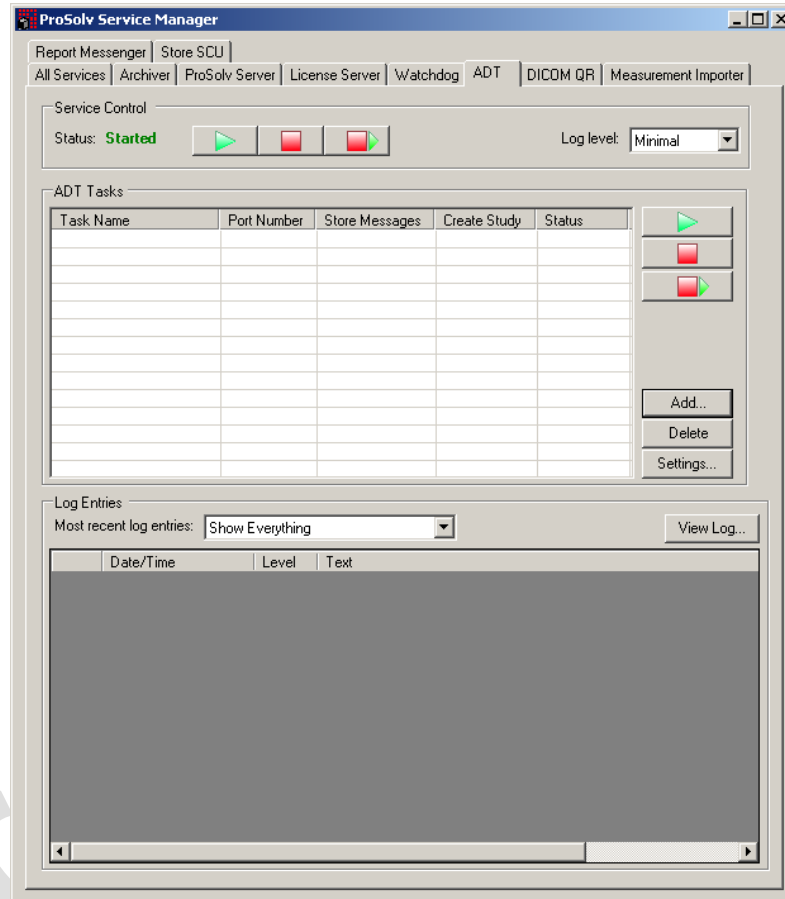 ProSolv Service Manager
Report Messenger Store SCU
All Services Archiver ProSolv Server License Server Watchdog ADT DICOM QR Measurement Importer
Service Control
Status: Started Log level: Minimal
ADT Tasks
Task Name Port Number Store Messages Create Study Status
Add...
Delete
Settings...
Log Entries
Most recent log entries: Show Everything View Log...
Date/Time Level Text